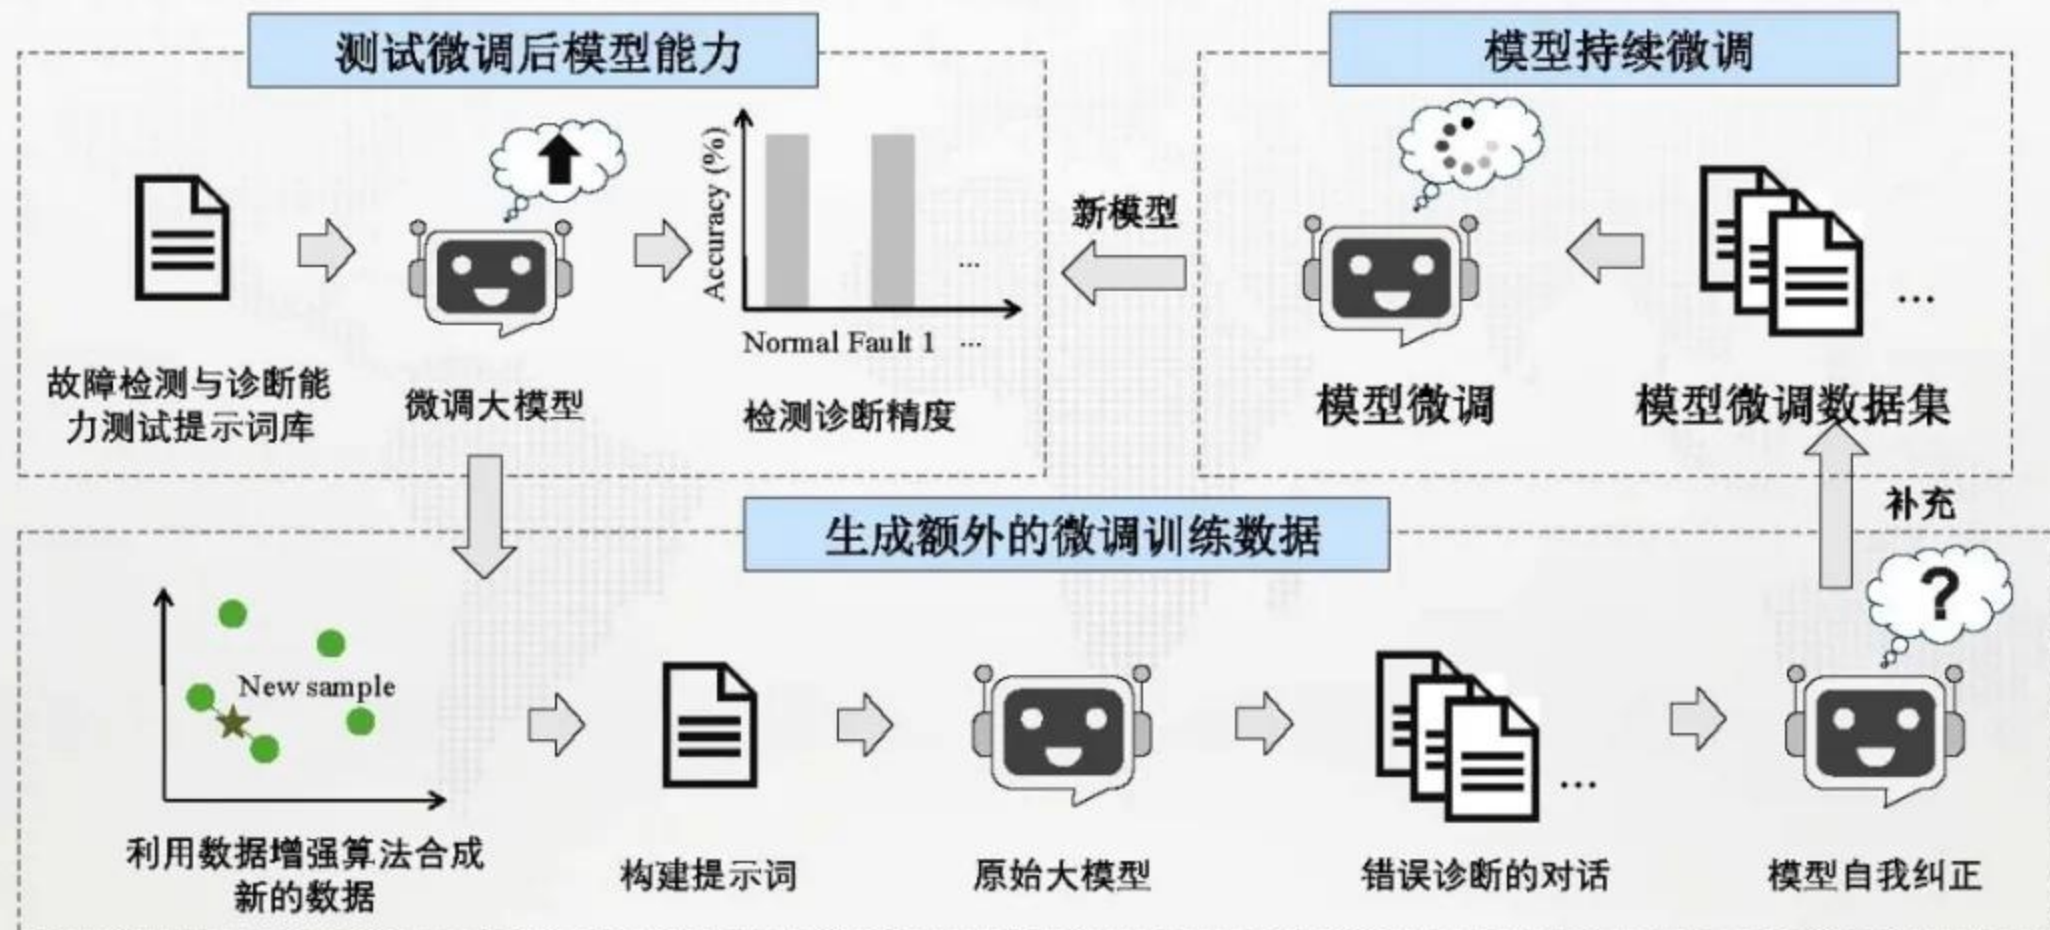 测试微调后模型能力
模型持续微调
Accuracy (%)
...
Normal Fault 1 ...
故障检测与诊断能
力测试提示词库
微调大模型
检测诊断精度
新模型
...
模型微调
模型微调数据集
补充
生成额外的微调训练数据
?
New sample
...
利用数据增强算法合成
新的数据
构建提示词
原始大模型
错误诊断的对话
模型自我纠正